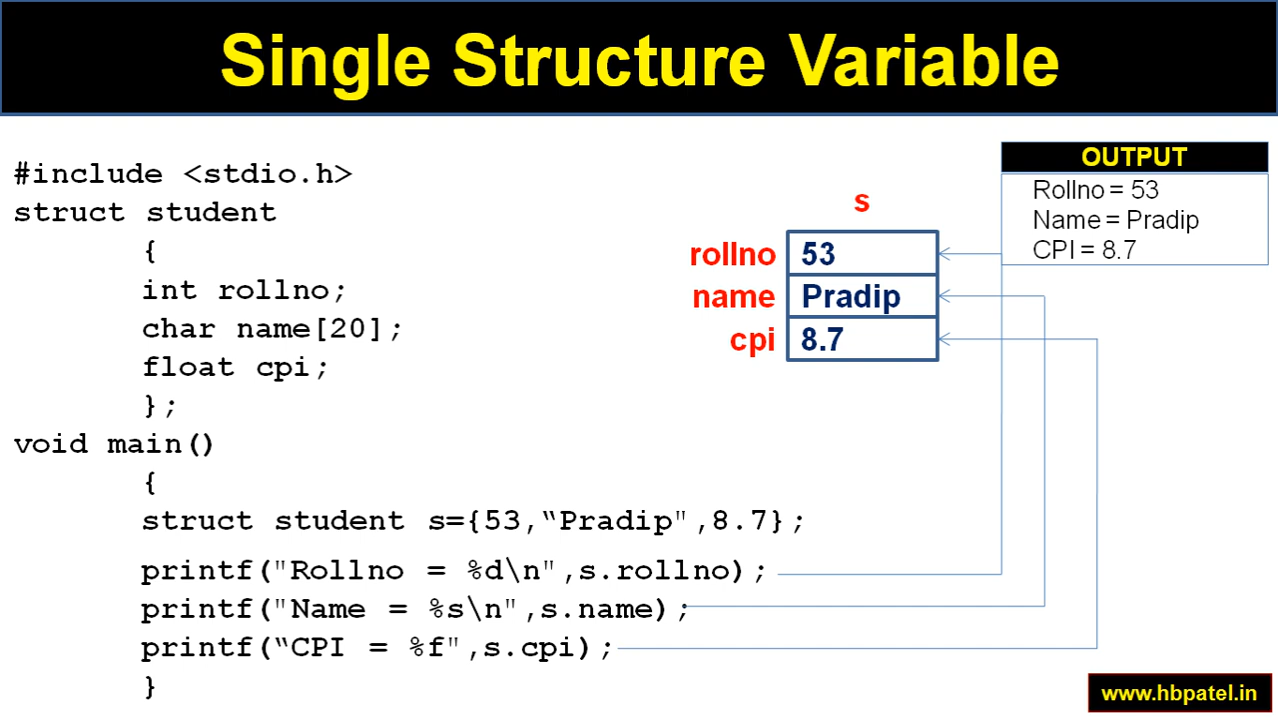 Single Structure Variable
#include <stdio.h>
struct student
{
int rollno;
char name[20];
float cpi;
};
void main()
{
struct student s={53,“Pradip",8.7};
printf("Rollno = %d\n",s.rollno);
printf("Name = %s\n",s.name);
printf(“CPI = %f",s.cpi);
}
s
rollno 53
name Pradip
cpi 8.7
OUTPUT
Rollno = 53
Name = Pradip
CPI = 8.7
www.hbpatel.in